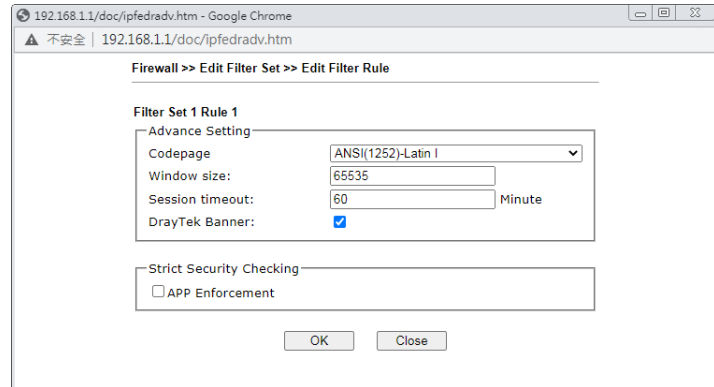 192.168.1.1/doc/ipfedradv.htm - Google Chrome
不安全 | 192.168.1.1/doc/ipfedradv.htm
Firewall >> Edit Filter Set >> Edit Filter Rule
Filter Set 1 Rule 1
Advance Setting
Codepage ANSI(1252)-Latin I
Window size: 65535
Session timeout: 60 Minute
DrayTek Banner:
Strict Security Checking
APP Enforcement
OK Close